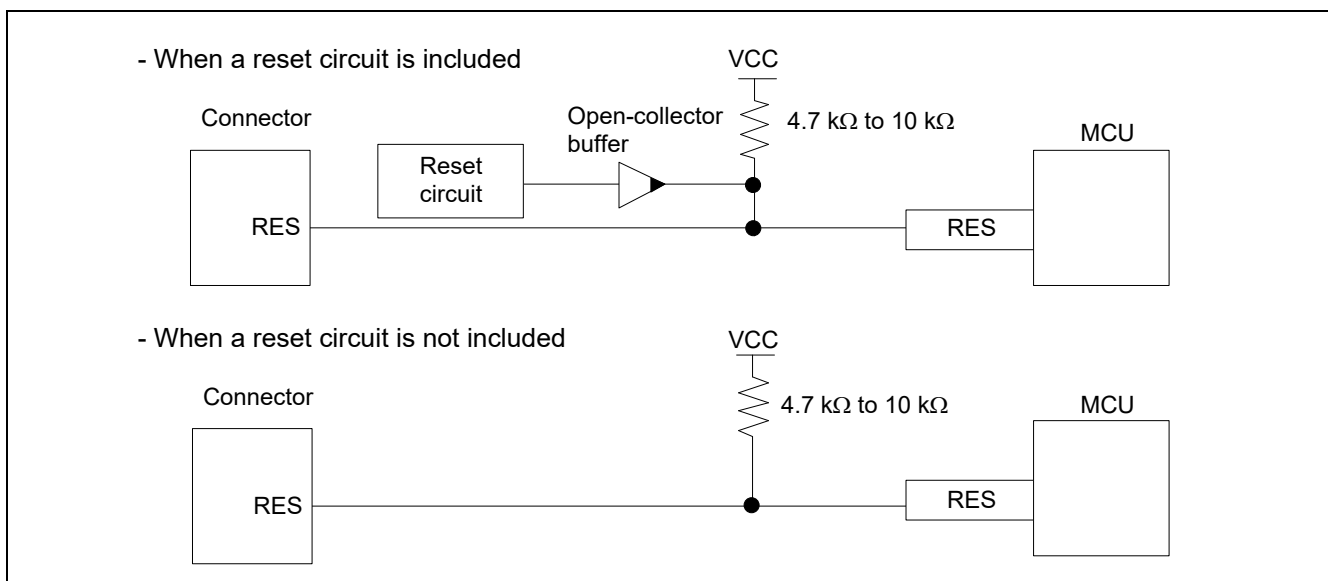 - When a reset circuit is included
VCC
Connector
Open-collector
buffer
4.7 kΩ to 10 kΩ
MCU
Reset
circuit
RES
RES
- When a reset circuit is not included
VCC
Connector
4.7 kΩ to 10 kΩ
MCU
RES
RES